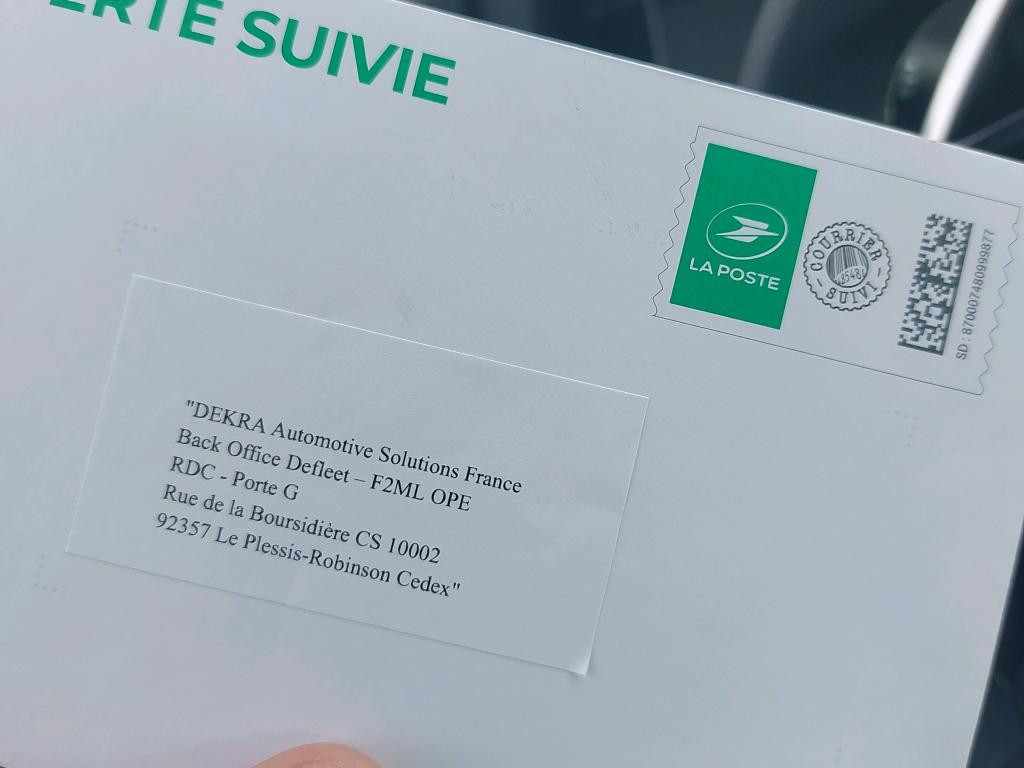 ERTE SUIVIE
LA POSTE
COURRIER
SUIVI
SD : 870007480999877
"DEKRA Automotive Solutions France
Back Office Defleet – F2ML OPE
RDC - Porte G
Rue de la Boursidière CS 10002
92357 Le Plessis-Robinson Cedex"